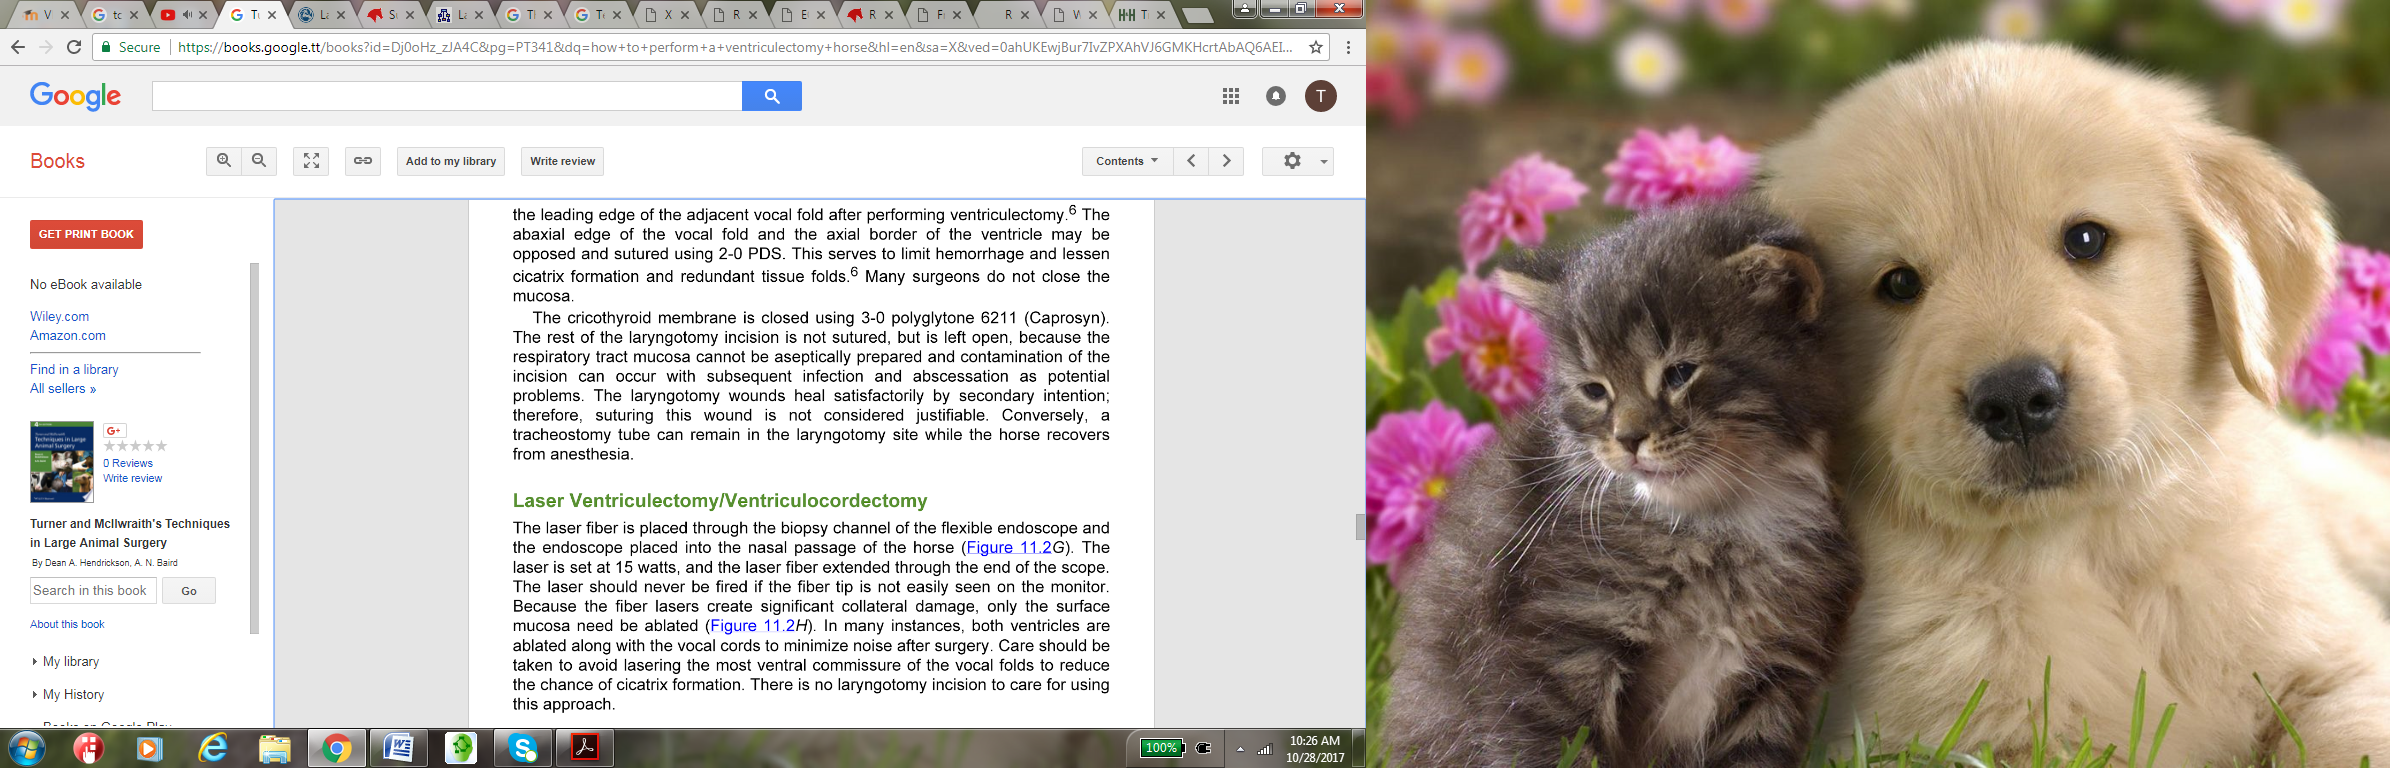 V
tc
Tu
La
Su
La
Tl
Te
X
R
E
R
Fr
R
W
H-H Ti
Secure | https://books.google.tt/books?id=Dj0oHz_zJA4C&pg=PT341&dq=how+to+perform+a+ventriculectomy+horse&hl=en&sa=X&ved=0ahUKEwjBur7IvZPXAhVJ6GMKHcrtAbAQ6AEI...
Google
T
Books
Add to my library
Write review
Contents
GET PRINT BOOK
No eBook available
Wiley.com
Amazon.com
Find in a library
All sellers »
G+
0 Reviews
Write review
Turner and McIlwraith's Techniques
in Large Animal Surgery
By Dean A. Hendrickson, A. N. Baird
Search in this book
Go
About this book
My library
My History
Books on Google Play
the leading edge of the adjacent vocal fold after performing ventriculectomy.6 The
abaxial edge of the vocal fold and the axial border of the ventricle may be
opposed and sutured using 2-0 PDS. This serves to limit hemorrhage and lessen
cicatrix formation and redundant tissue folds.6 Many surgeons do not close the
mucosa.
The cricothyroid membrane is closed using 3-0 polyglytone 6211 (Caprosyn).
The rest of the laryngotomy incision is not sutured, but is left open, because the
respiratory tract mucosa cannot be aseptically prepared and contamination of the
incision can occur with subsequent infection and abscessation as potential
problems. The laryngotomy wounds heal satisfactorily by secondary intention;
therefore, suturing this wound is not considered justifiable. Conversely, a
tracheostomy tube can remain in the laryngotomy site while the horse recovers
from anesthesia.
Laser Ventriculectomy/Ventriculocordectomy
The laser fiber is placed through the biopsy channel of the flexible endoscope and
the endoscope placed into the nasal passage of the horse (Figure 11.2G). The
laser is set at 15 watts, and the laser fiber extended through the end of the scope.
The laser should never be fired if the fiber tip is not easily seen on the monitor.
Because the fiber lasers create significant collateral damage, only the surface
mucosa need be ablated (Figure 11.2H). In many instances, both ventricles are
ablated along with the vocal cords to minimize noise after surgery. Care should be
taken to avoid lasering the most ventral commissure of the vocal folds to reduce
the chance of cicatrix formation. There is no laryngotomy incision to care for using
this approach.
100%
10:26 AM
10/28/2017